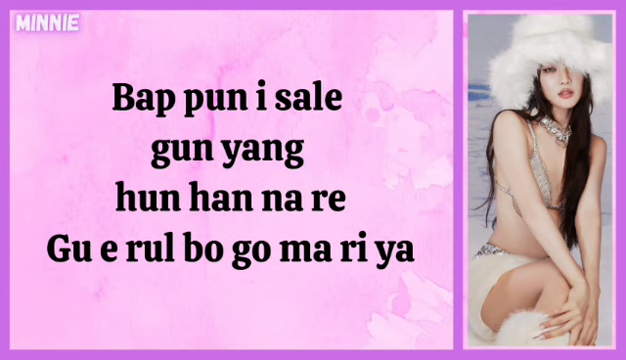 MINNIE
Bap pun i sale
gun yang
hun han na re
Gu e rul bo go ma ri ya